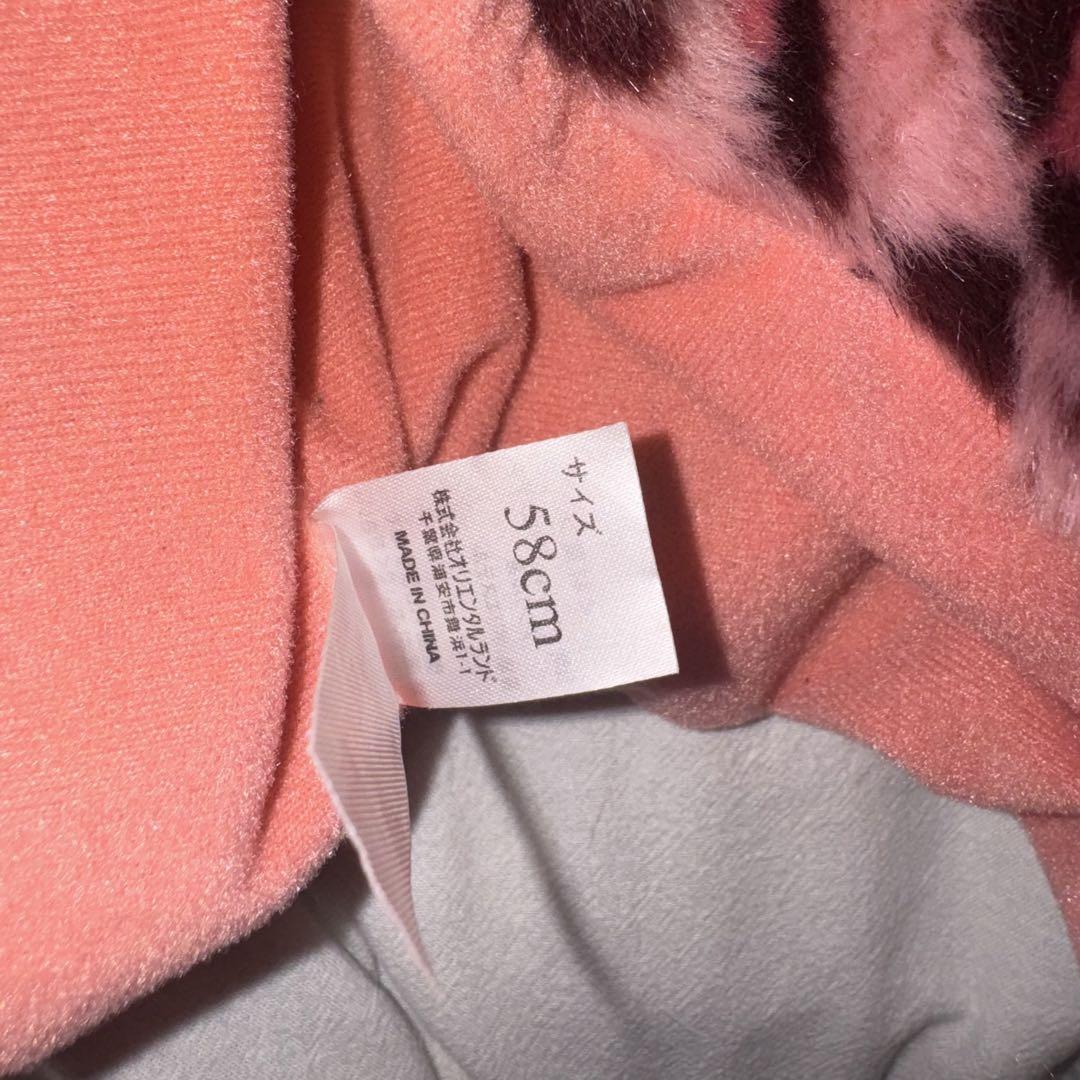 サイズ
58cm
株式会社オリエンタルランド
千葉県浦安市舞浜1-1
MADE IN CHINA